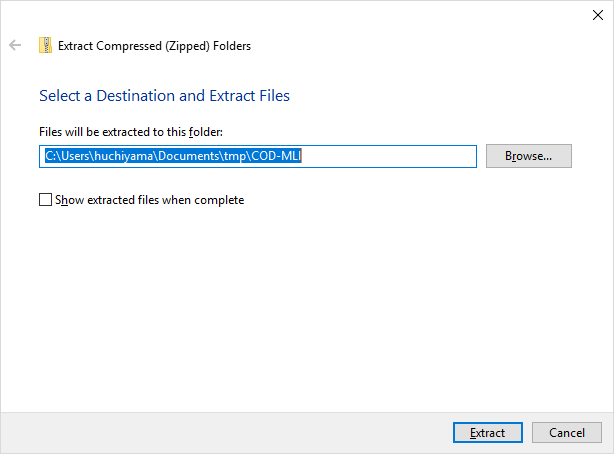 Extract Compressed (Zipped) Folders
Select a Destination and Extract Files
Files will be extracted to this folder:
C:\Users\huchiyama\Documents\tmp\COD-MLI
Browse...
Show extracted files when complete
Extract
Cancel